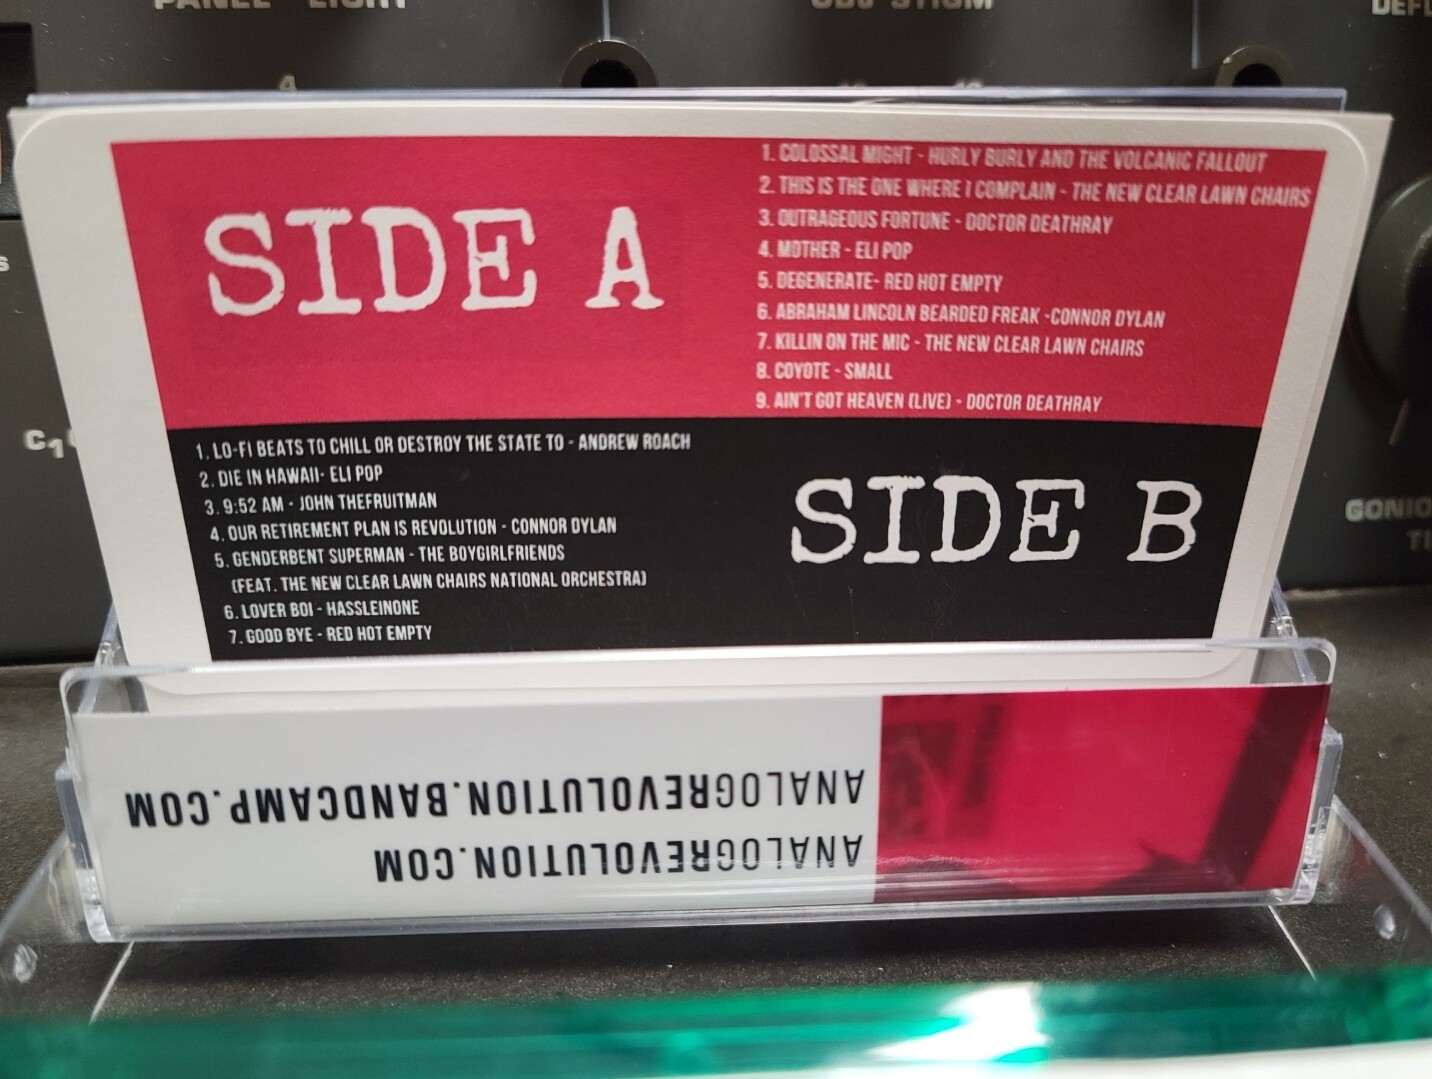 PANEL LIGHT
OBJ STIGM
4
SIDE A
1. COLOSSAL MIGHT - HURLY BURLY AND THE VOLCANIC FALLOUT
2. THIS IS THE ONE WHERE I COMPLAIN - THE NEW CLEAR LAWN CHAIRS
3. OUTRAGEOUS FORTUNE - DOCTOR DEATHRAY
4. MOTHER - ELI POP
5. DEGENERATE- RED HOT EMPTY
6. ABRAHAM LINCOLN BEARDED FREAK -CONNOR DYLAN
7. KILLIN ON THE MIC - THE NEW CLEAR LAWN CHAIRS
8. COYOTE - SMALL
9. AIN'T GOT HEAVEN (LIVE) - DOCTOR DEATHRAY
1. LO-FI BEATS TO CHILL OR DESTROY THE STATE TO - ANDREW ROACH
2. DIE IN HAWAII- ELI POP
3. 9:52 AM - JOHN THEFRUITMAN
4. OUR RETIREMENT PLAN IS REVOLUTION - CONNOR DYLAN
5. GENDERBENT SUPERMAN - THE BOYGIRLFRIENDS
(FEAT. THE NEW CLEAR LAWN CHAIRS NATIONAL ORCHESTRA)
6. LOVER BOI - HASSLEINONE
7. GOOD BYE - RED HOT EMPTY
SIDE B
ANALOGREVOLUTION.COM
ANALOGREVOLUTION.BANDCAMP.COM